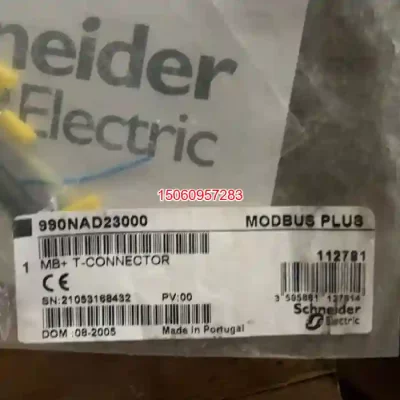 neider
Electric
15060957283
990NAD23000 MODBUS PLUS
1 MB+ T-CONNECTOR 112781
CE
SN:21053168432 PV:00
Schneider
Electric
DOM :08-2005 Made in Portugal